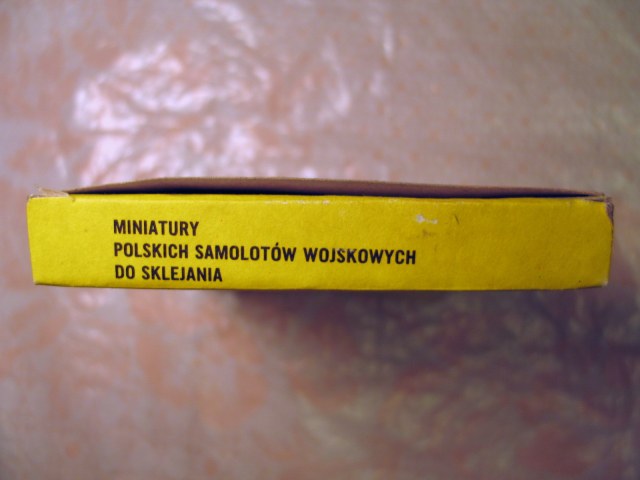 MINIATURY
POLSKICH SAMOLOTÓW WOJSKOWYCH
DO SKLEJANIA